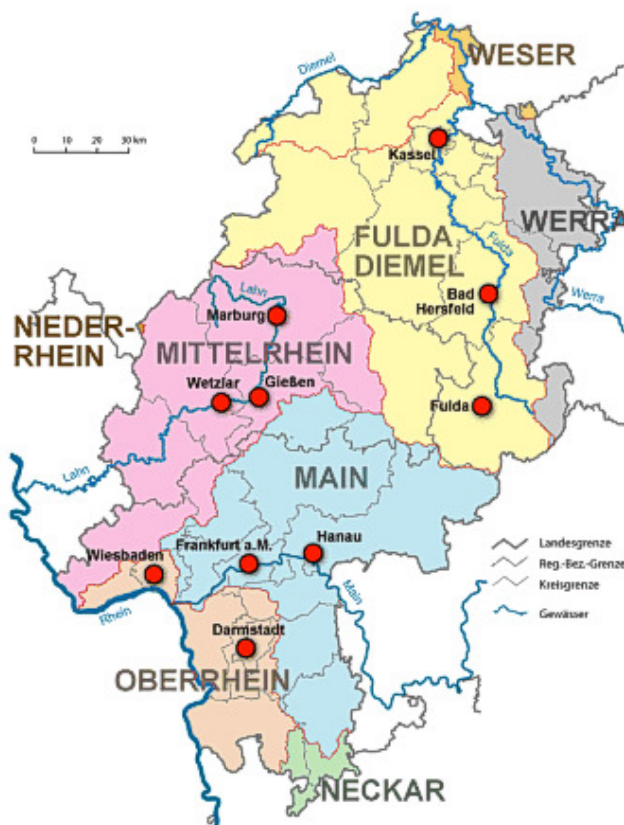 WESER
Diemel
0 10 20 30 km
Kassel
WERRA
FULDA
DIEMEL
Fulda
Werra
Bad
Hersfeld
Lahn
Marburg
NIEDER-
RHEIN
MITTELRHEIN
Wetzlar
Gießen
Fulda
Lahn
MAIN
Hanau
Frankfurt a.M.
Wiesbaden
Rhein
Main
Landesgrenze
Reg.-Bez.-Grenze
Kreisgrenze
Gewässer
Darmstadt
OBERRHEIN
NECKAR